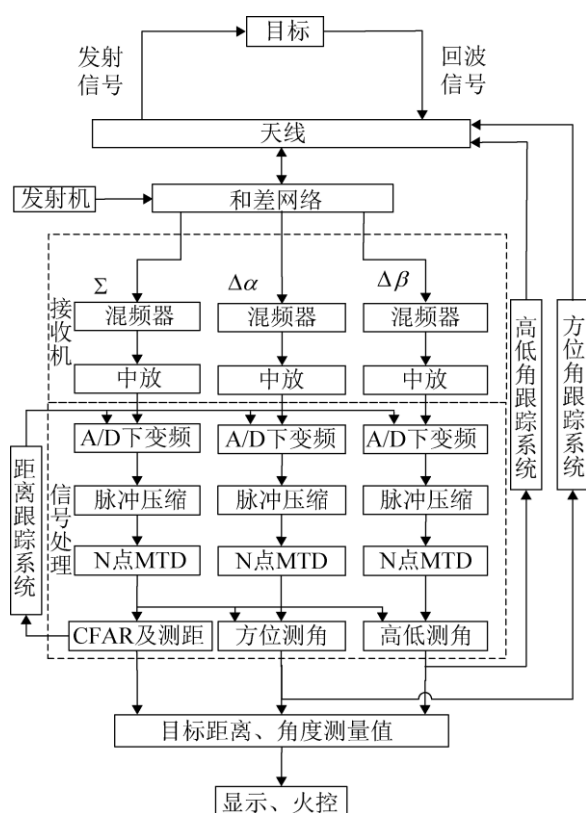 目标
发射
信号
回波
信号
天线
发射机
和差网络
接收机
Σ
Δα
Δβ
混频器
混频器
混频器
中放
中放
中放
高低角跟踪系统
方位角跟踪系统
距离跟踪系统
信号处理
A/D下变频
A/D下变频
A/D下变频
脉冲压缩
脉冲压缩
脉冲压缩
N点MTD
N点MTD
N点MTD
CFAR及测距
方位测角
高低测角
目标距离、角度测量值
显示、火控